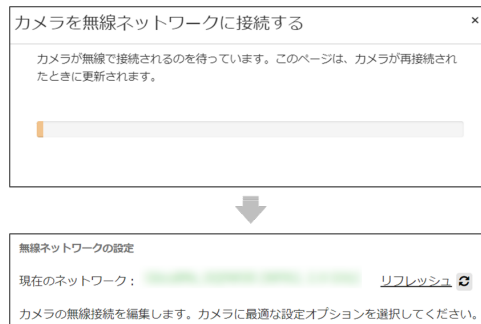 カメラを無線ネットワークに接続する ×
カメラが無線で接続されるのを待っています。このページは、カメラが再接続され
たときに更新されます。
無線ネットワークの設定
現在のネットワーク： リフレッシュ
カメラの無線接続を編集します。カメラに最適な設定オプションを選択してください。